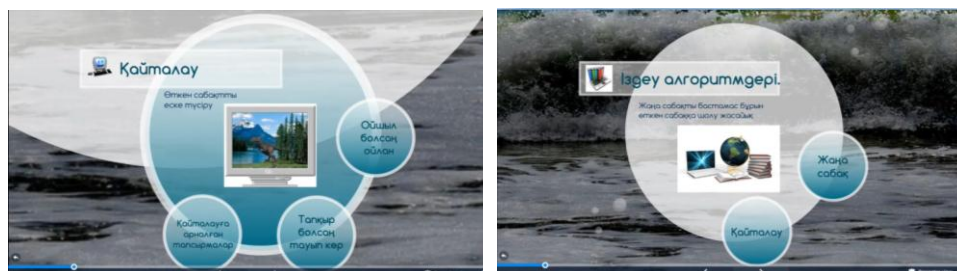 Қайталау
Өткен сабақтты
еске түсіру
Ойшыл
болсаң
ойлан
Қайталауға
арналған
тапсырмалар
Тапқыр
болсаң
тауып көр
Іздеу алгоритмдері.
Жаңа сабақты бастамас бұрын
өткен сабаққа шолу жасайық
Жаңа
сабақ
Қайталау